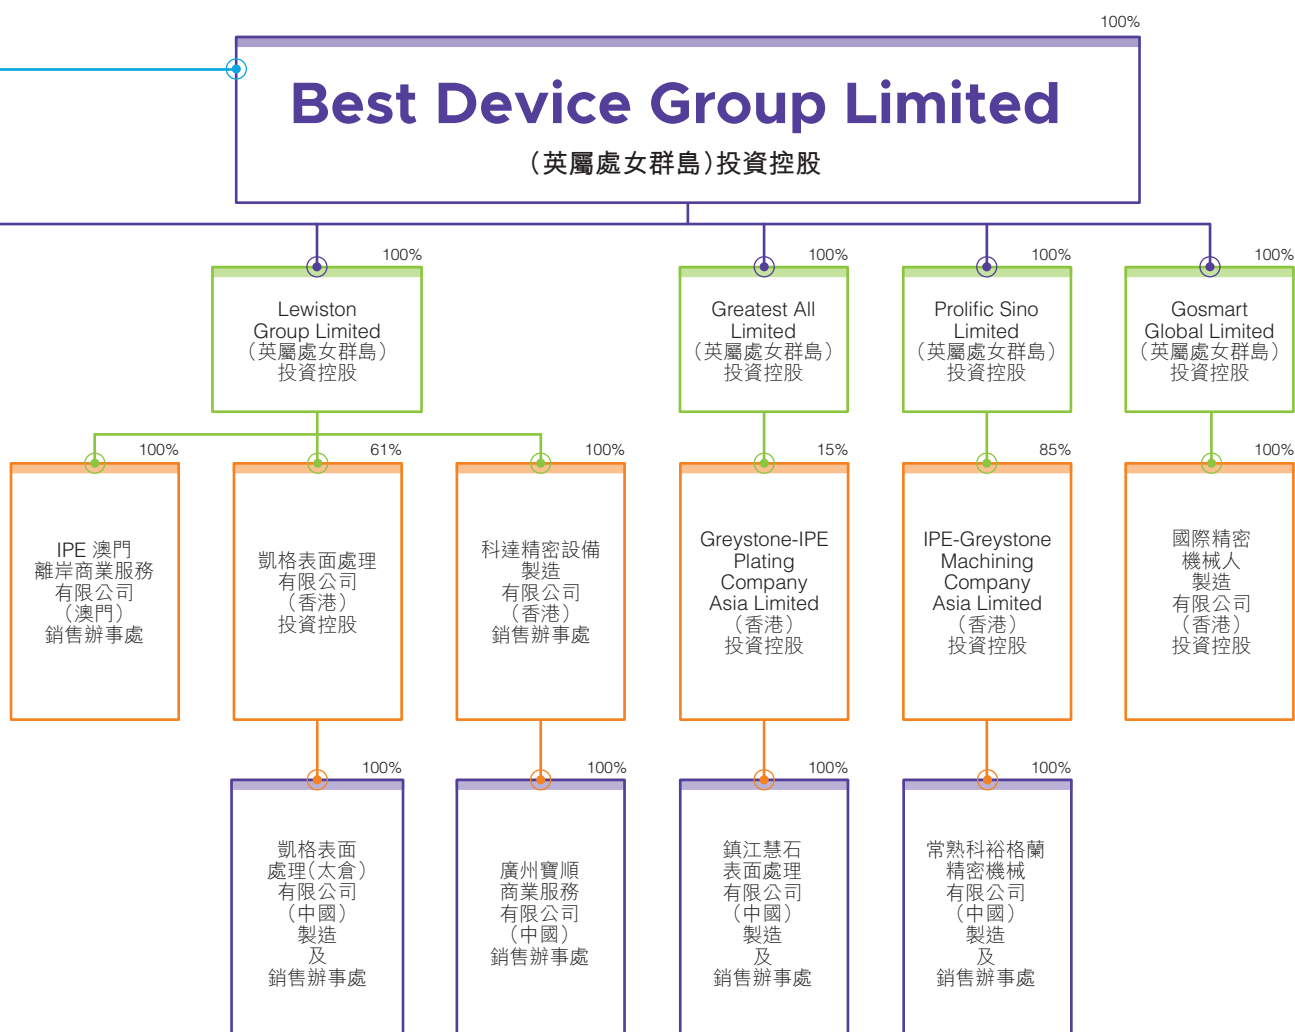 100%
Best Device Group Limited
（英屬處女群島）投資控股
100%
Lewiston
Group Limited
（英屬處女群島）
投資控股
100%
Greatest All
Limited
（英屬處女群島）
投資控股
100%
Prolific Sino
Limited
（英屬處女群島）
投資控股
100%
Gosmart
Global Limited
（英屬處女群島）
投資控股
100%
IPE 澳門
離岸商業服務
有限公司
（澳門）
銷售辦事處
61%
凱格表面處理
有限公司
（香港）
投資控股
100%
科達精密設備
製造
有限公司
（香港）
銷售辦事處
15%
Greystone-IPE
Plating
Company
Asia Limited
（香港）
投資控股
85%
IPE-Greystone
Machining
Company
Asia Limited
（香港）
投資控股
100%
國際精密
機械人
製造
有限公司
（香港）
投資控股
100%
凱格表面
處理（太倉）
有限公司
（中國）
製造
及
銷售辦事處
100%
廣州寶順
商業服務
有限公司
（中國）
銷售辦事處
100%
鎮江慧石
表面處理
有限公司
（中國）
製造
及
銷售辦事處
100%
常熟科裕格蘭
精密機械
有限公司
（中國）
製造
及
銷售辦事處